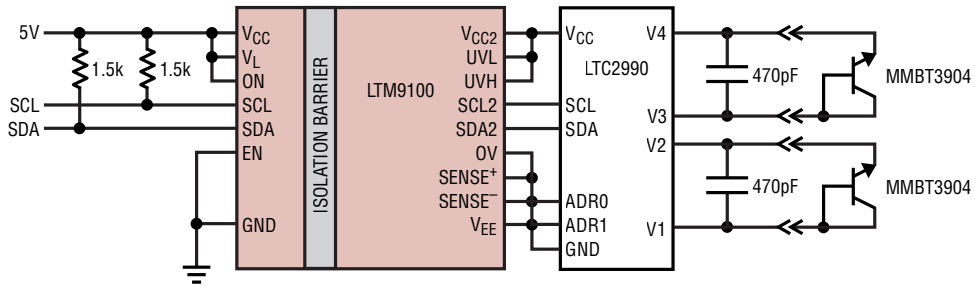 5V
1.5k
1.5k
SCL
SDA
VCC
VL
ON
SCL
SDA
EN
GND
ISOLATION BARRIER
LTM9100
VCC2
UVL
UVH
SCL2
SDA2
OV
SENSE+
SENSE−
VEE
VCC
LTC2990
SCL
SDA
ADR0
ADR1
GND
V4
V3
V2
V1
470pF
MMBT3904
470pF
MMBT3904